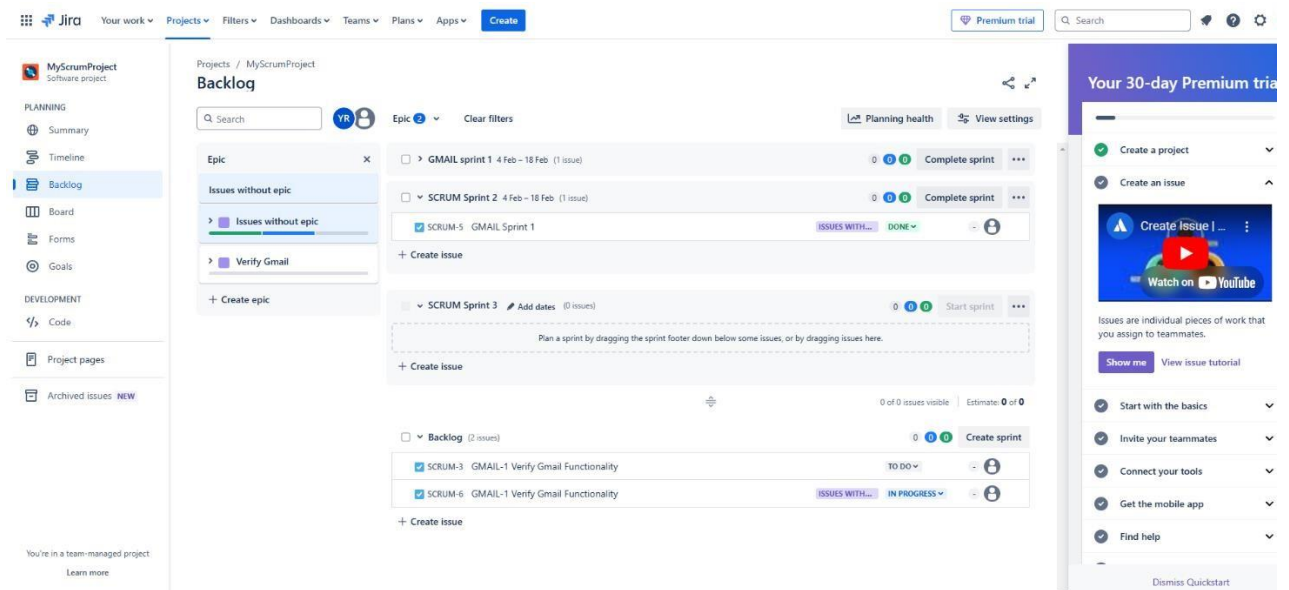 Jira Your work Projects Filters Dashboards Teams Plans Apps Create Premium trial Search
MyScrumProject
Software project
PLANNING
Summary
Timeline
Backlog
Board
Forms
Goals
DEVELOPMENT
Code
Project pages
Archived issues NEW
You're in a team-managed project
Learn more
Projects / MyScrumProject
Backlog
Search YR Epic 2 Clear filters Planning health View settings
Epic
Issues without epic
Issues without epic
Verify Gmail
+ Create epic
GMAIL sprint 1 4 Feb – 18 Feb (1 issue) 0 0 0 Complete sprint
SCRUM Sprint 2 4 Feb – 18 Feb (1 issue) 0 0 0 Complete sprint
SCRUM-5 GMAIL Sprint 1 ISSUES WITH... DONE -
+ Create issue
SCRUM Sprint 3 Add dates (0 issues) 0 0 0 Start sprint
Plan a sprint by dragging the sprint footer down below some issues, or by dragging issues here.
+ Create issue
0 of 0 issues visible Estimate: 0 of 0
Backlog (2 issues) 0 0 0 Create sprint
SCRUM-3 GMAIL-1 Verify Gmail Functionality TO DO -
SCRUM-6 GMAIL-1 Verify Gmail Functionality ISSUES WITH... IN PROGRESS -
+ Create issue
Your 30-day Premium tria
Create a project
Create an issue
Create Issue | ...
Watch on YouTube
Issues are individual pieces of work that
you assign to teammates.
Show me View issue tutorial
Start with the basics
Invite your teammates
Connect your tools
Get the mobile app
Find help
Dismiss Quickstart